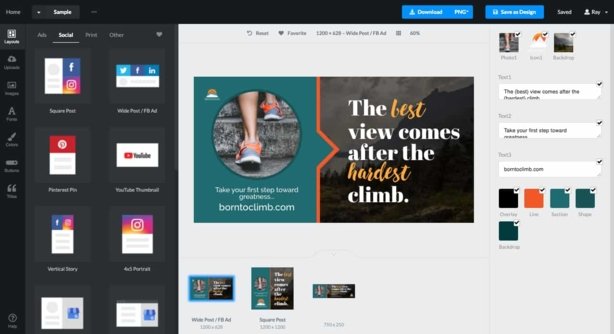 Home
Sample
Download
PNG
Save as Design
Saved
Ray
Layouts
Uploads
Images
Fonts
Colors
Buttons
Titles
Help
Ads
Social
Print
Other
Square Post
Wide Post / FB Ad
Pinterest Pin
YouTube
YouTube Thumbnail
Vertical Story
4x5 Portrait
Reset
Favorite
1200 × 628 - Wide Post / FB Ad
60%
Take your first step toward
greatness...
borntoclimb.com
The best
view comes
after the
hardest
climb.
Wide Post / FB Ad
1200 x 628
Square Post
1200 x 1200
750 x 250
Photo1
Icon1
Backdrop
Text1
The {best} view comes after the
{hardest} climb.
Text2
Take your first step toward
greatness...
Text3
borntoclimb.com
Overlay
Line
Section
Shape
Backdrop